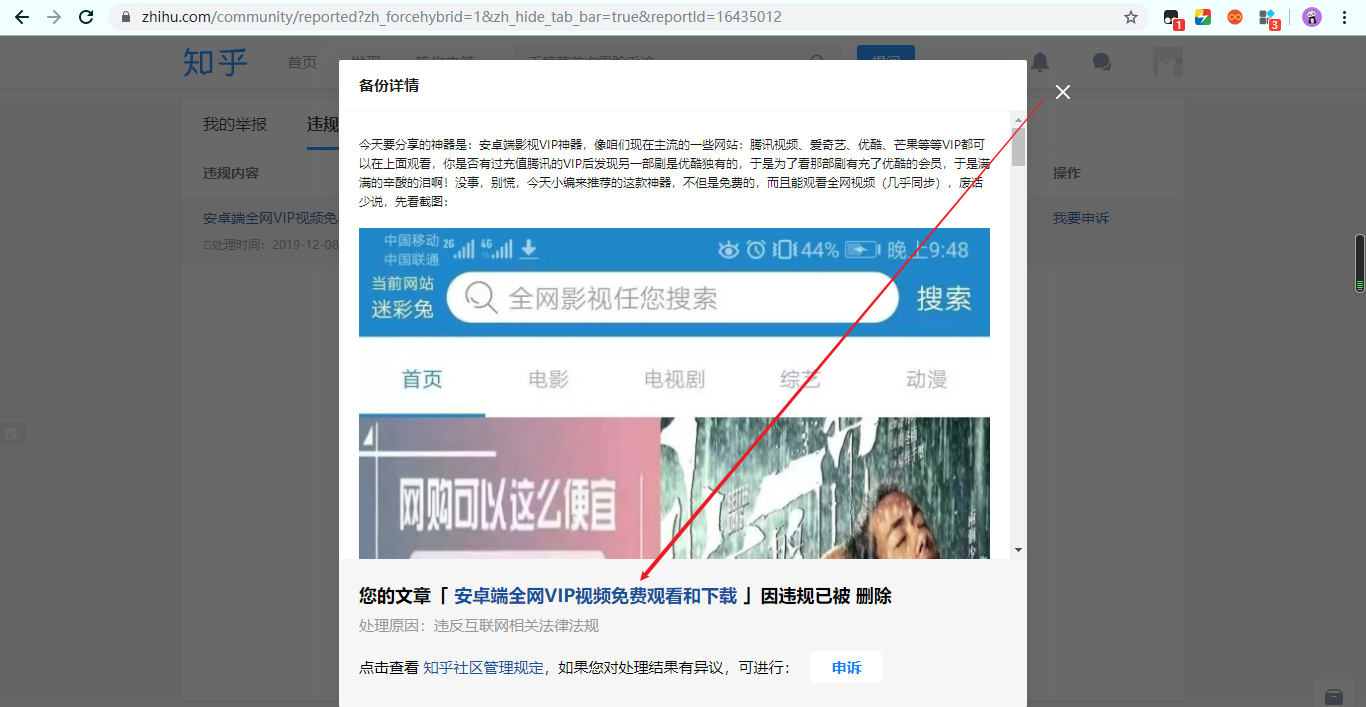 zhihu.com/community/reported?zh_forcehybrid=1&zh_hide_tab_bar=true&reportId=16435012
1
3
知乎
首页
提问
备份详情
我的举报
违规
违规内容
操作
安卓端全网VIP视频免
我要申诉
处理时间：2019-12-08
今天要分享的神器是：安卓端影视VIP神器，像咱们现在主流的一些网站：腾讯视频、爱奇艺、优酷、芒果等等VIP都可
以在上面观看，你是否有过充值腾讯的VIP后发现另一部剧是优酷独有的，于是为了看那部剧有充了优酷的会员，于是满
满的辛酸的泪啊！没事，别慌，今天小编来推荐的这款神器，不但是免费的，而且能观看全网视频（几乎同步），废话
少说，先看截图：
中国移动 2G 4G 44% 晚上9:48
中国联通
当前网站
迷彩兔
全网影视任您搜索
搜索
首页 电影 电视剧 综艺 动漫
网购可以这么便宜
您的文章「 安卓端全网VIP视频免费观看和下载 」因违规已被 删除
处理原因：违反互联网相关法律法规
点击查看 知乎社区管理规定，如果您对处理结果有异议，可进行：
申诉